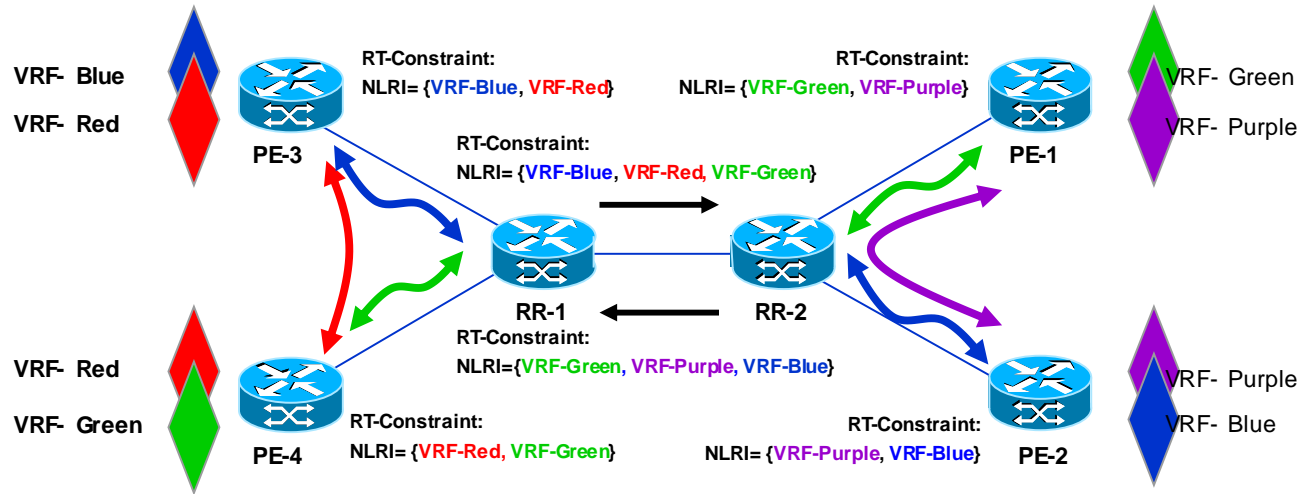 VRF- Blue
VRF- Red
PE-3
RT-Constraint:
NLRI= {VRF-Blue, VRF-Red}
RT-Constraint:
NLRI= {VRF-Green, VRF-Purple}
PE-1
VRF- Green
VRF- Purple
RT-Constraint:
NLRI= {VRF-Blue, VRF-Red, VRF-Green}
RR-1
RR-2
RT-Constraint:
NLRI={VRF-Green, VRF-Purple, VRF-Blue}
VRF- Red
VRF- Green
PE-4
RT-Constraint:
NLRI= {VRF-Red, VRF-Green}
RT-Constraint:
NLRI= {VRF-Purple, VRF-Blue}
PE-2
VRF- Purple
VRF- Blue